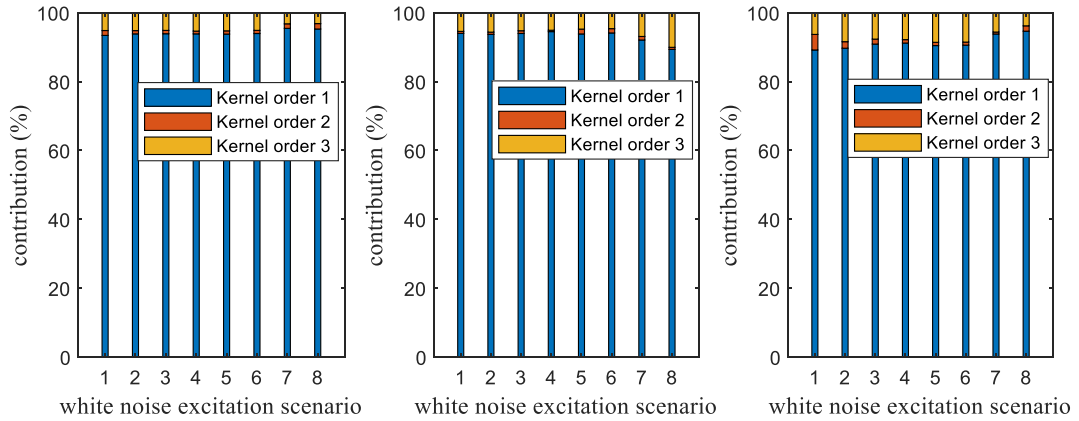 100
80
60
40
20
0
contribution (%)
Kernel order 1
Kernel order 2
Kernel order 3
1 2 3 4 5 6 7 8
white noise excitation scenario
100
80
60
40
20
0
contribution (%)
Kernel order 1
Kernel order 2
Kernel order 3
1 2 3 4 5 6 7 8
white noise excitation scenario
100
80
60
40
20
0
contribution (%)
Kernel order 1
Kernel order 2
Kernel order 3
1 2 3 4 5 6 7 8
white noise excitation scenario